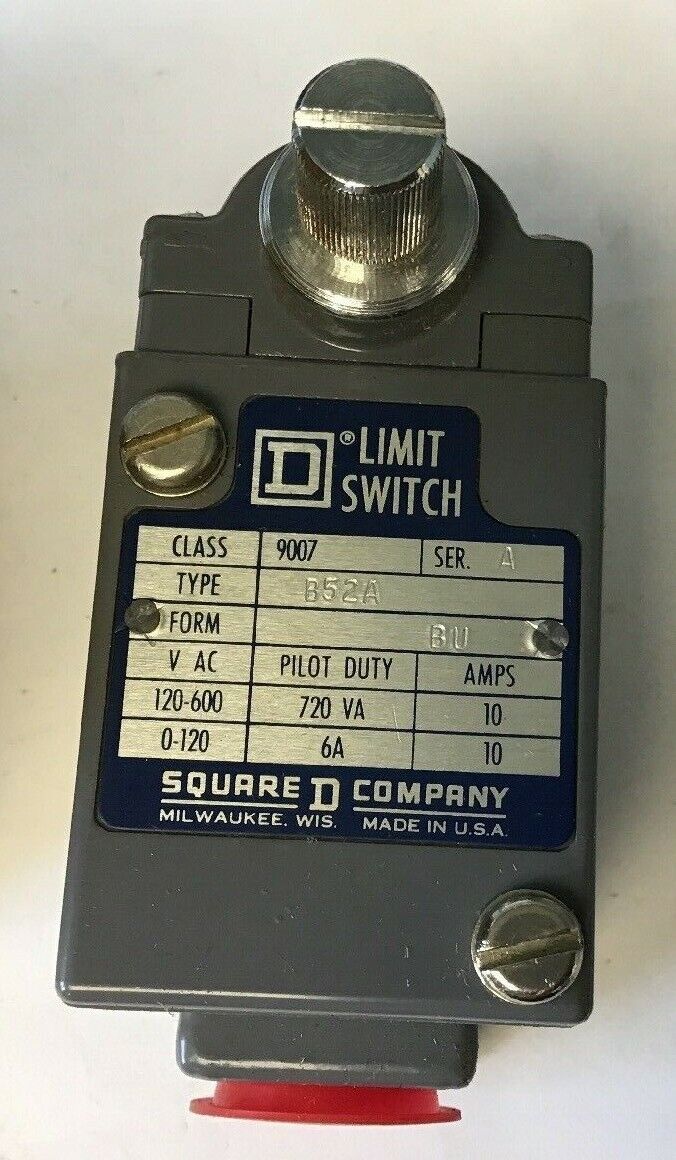 D ® LIMIT
SWITCH
CLASS 9007 SER. A
TYPE B52A
FORM BU
V AC PILOT DUTY AMPS
120-600 720 VA 10
0-120 6A 10
SQUARE D COMPANY
MILWAUKEE, WIS. MADE IN U.S.A.